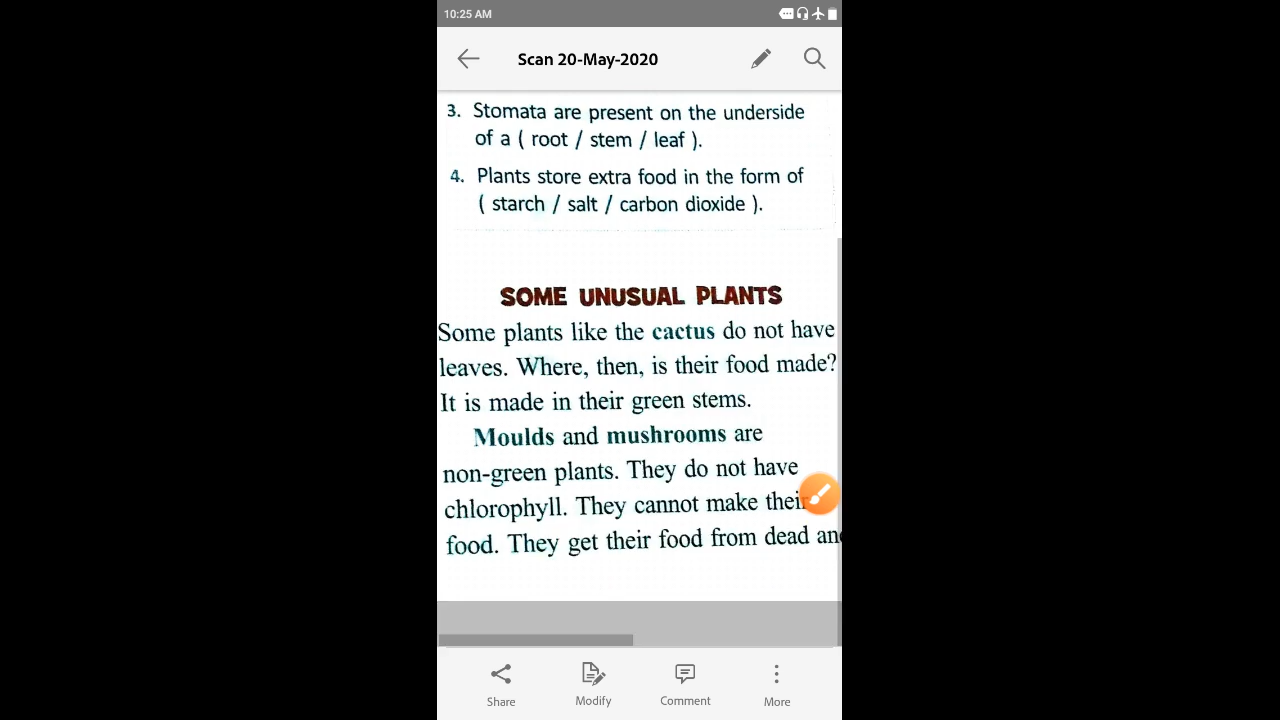 10:25 AM
Scan 20-May-2020
3. Stomata are present on the underside
of a ( root / stem / leaf ).
4. Plants store extra food in the form of
( starch / salt / carbon dioxide ).
SOME UNUSUAL PLANTS
Some plants like the cactus do not have
leaves. Where, then, is their food made?
It is made in their green stems.
Moulds and mushrooms are
non-green plants. They do not have
chlorophyll. They cannot make their
food. They get their food from dead an
Share
Modify
Comment
More